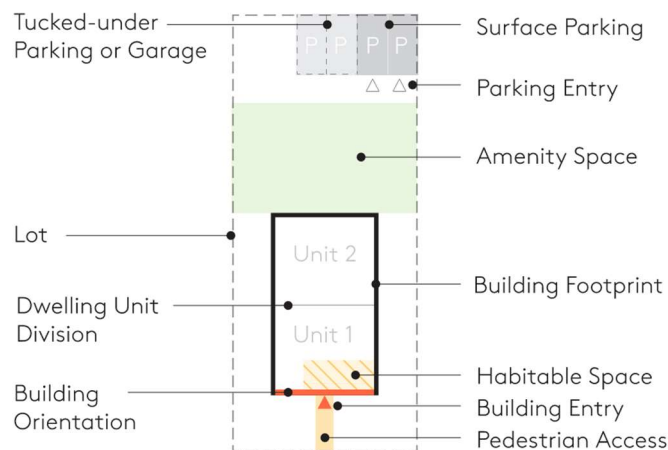 Tucked-under
Parking or Garage
P P P P
Surface Parking
Parking Entry
Amenity Space
Lot
Unit 2
Building Footprint
Dwelling Unit
Division
Unit 1
Habitable Space
Building
Orientation
Building Entry
Pedestrian Access